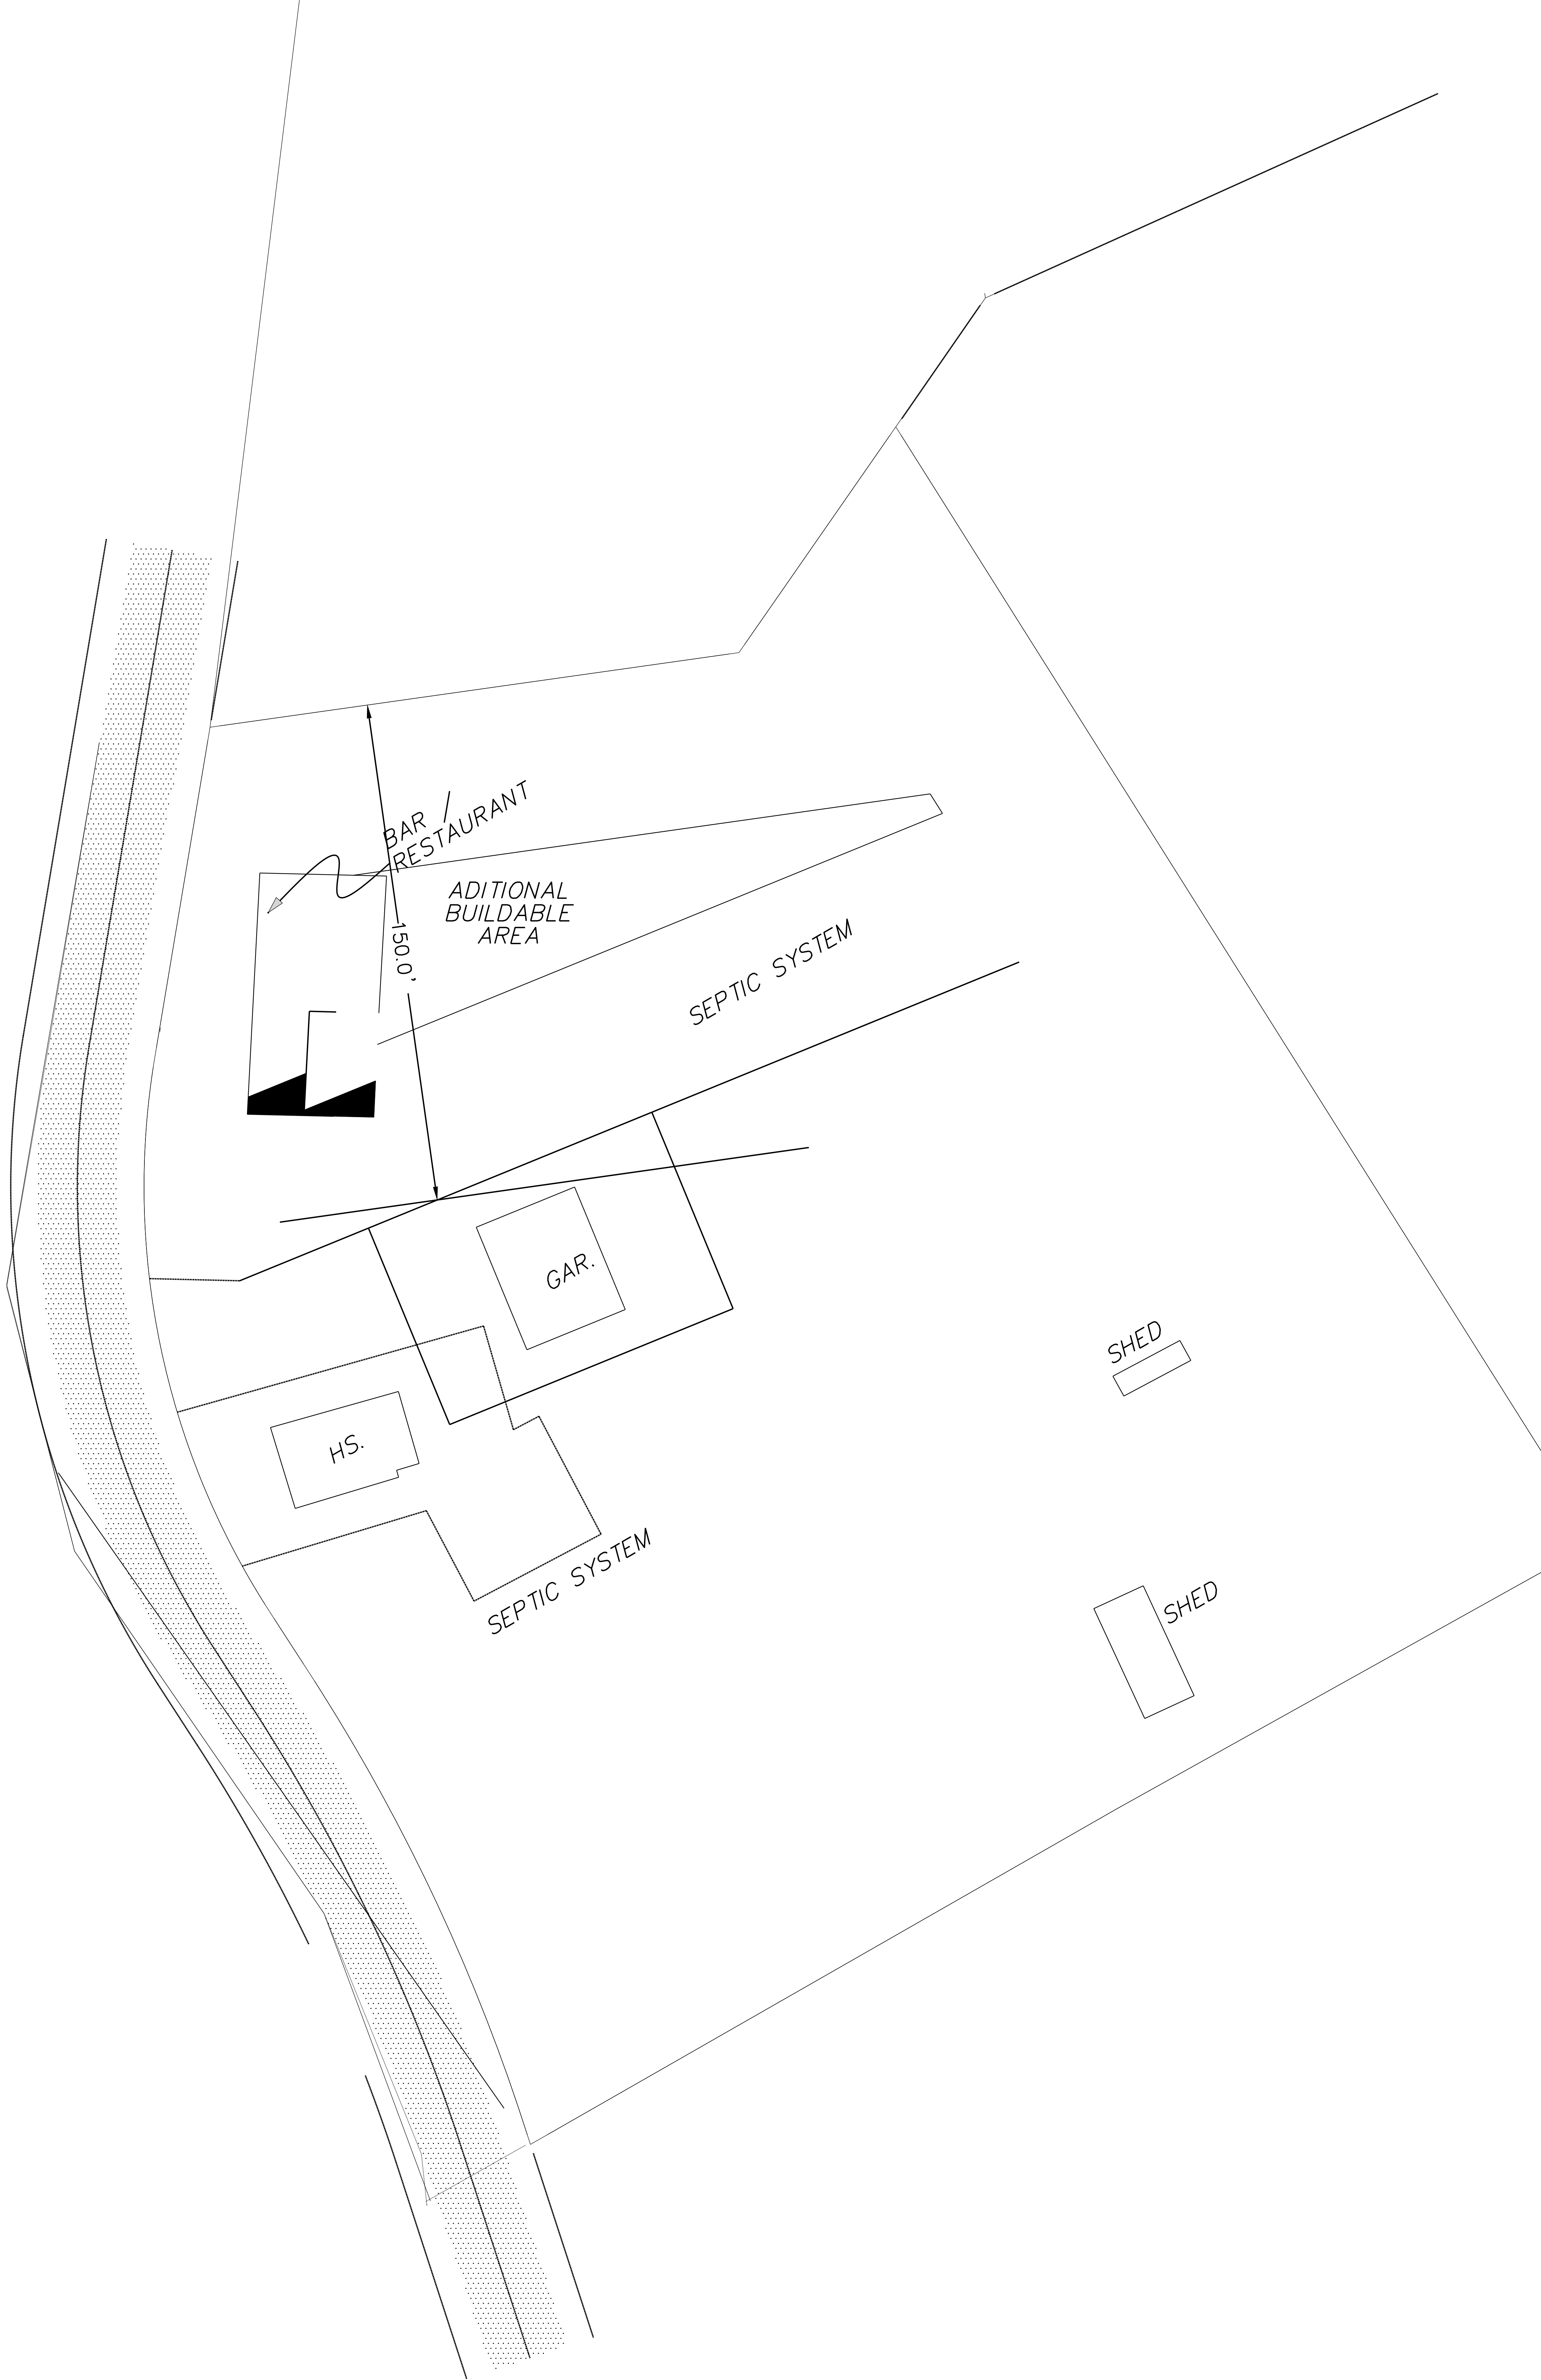 BAR /
RESTAURANT
ADITIONAL
BUILDABLE
AREA
150.0'
SEPTIC SYSTEM
GAR.
SHED
HS.
SEPTIC SYSTEM
SHED